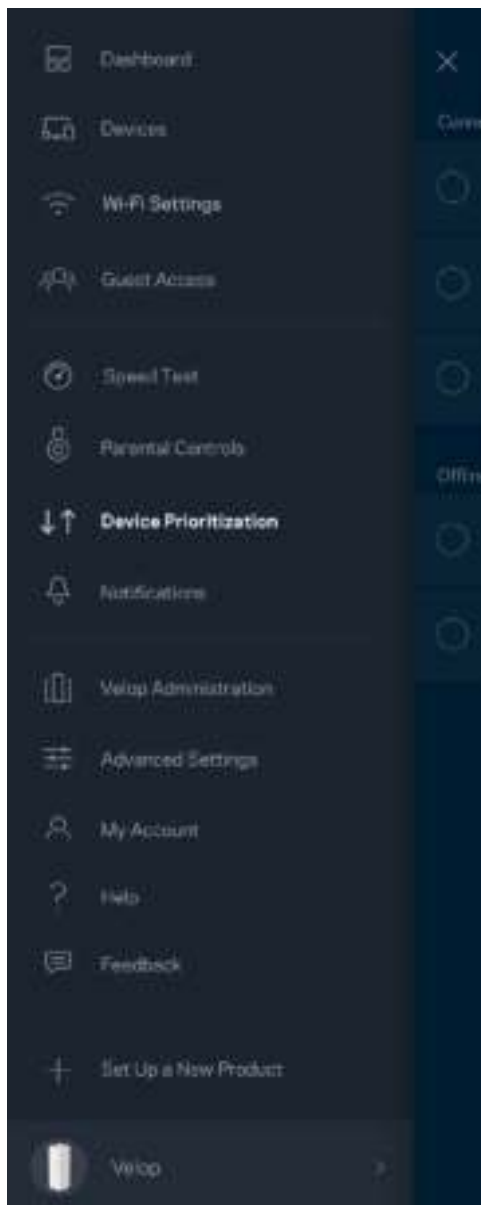 Dashboard
Devices
Wi-Fi Settings
Guest Access
Speed Test
Parental Controls
Device Prioritization
Notifications
Velop Administration
Advanced Settings
My Account
Help
Feedback
Set Up a New Product
Velop